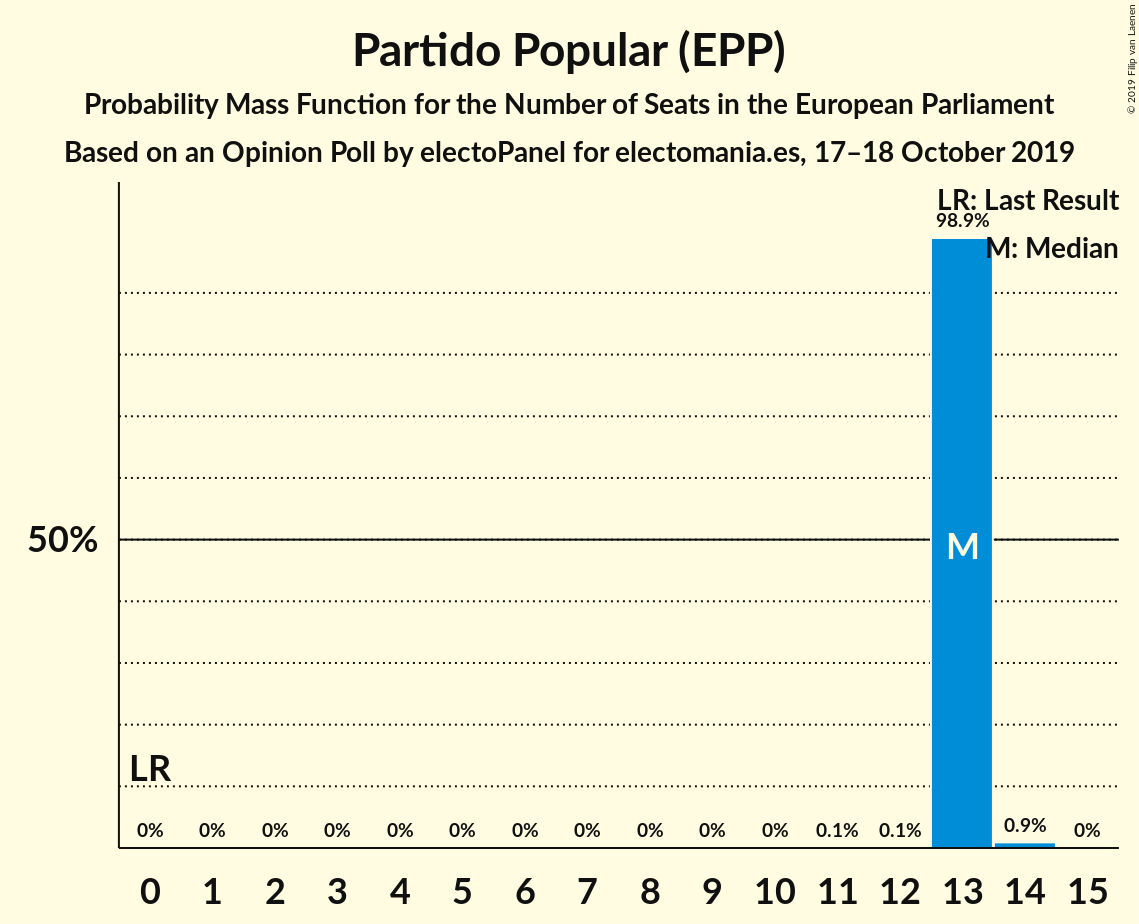 Partido Popular (EPP)
Probability Mass Function for the Number of Seats in the European Parliament
Based on an Opinion Poll by electoPanel for electomania.es, 17–18 October 2019
© 2019 Filip van Laenen
LR: Last Result
98.9%
M: Median
50%
M
LR
0% 0% 0% 0% 0% 0% 0% 0% 0% 0% 0% 0.1% 0.1% 0.9% 0%
0 1 2 3 4 5 6 7 8 9 10 11 12 13 14 15